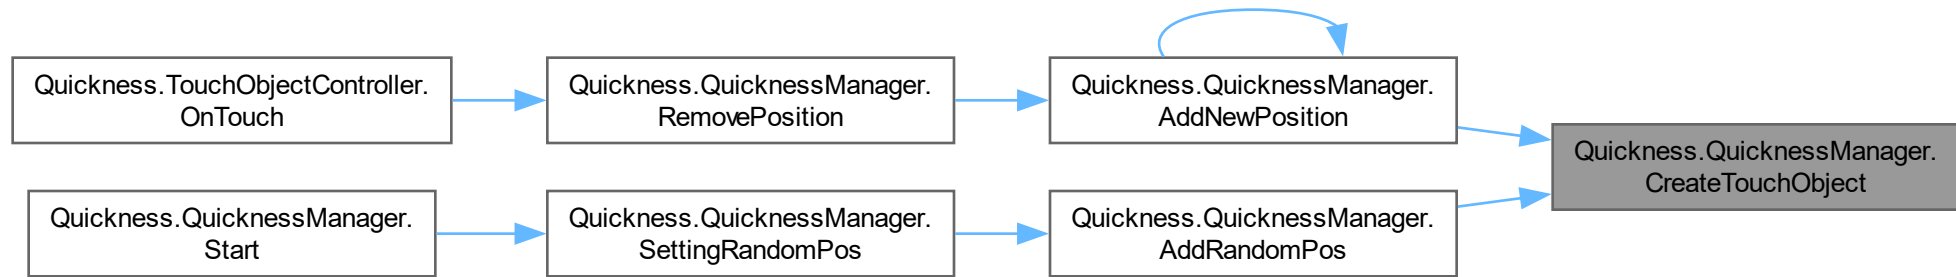 Quickness.TouchObjectController.
OnTouch
Quickness.QuicknessManager.
RemovePosition
Quickness.QuicknessManager.
AddNewPosition
Quickness.QuicknessManager.
CreateTouchObject
Quickness.QuicknessManager.
Start
Quickness.QuicknessManager.
SettingRandomPos
Quickness.QuicknessManager.
AddRandomPos